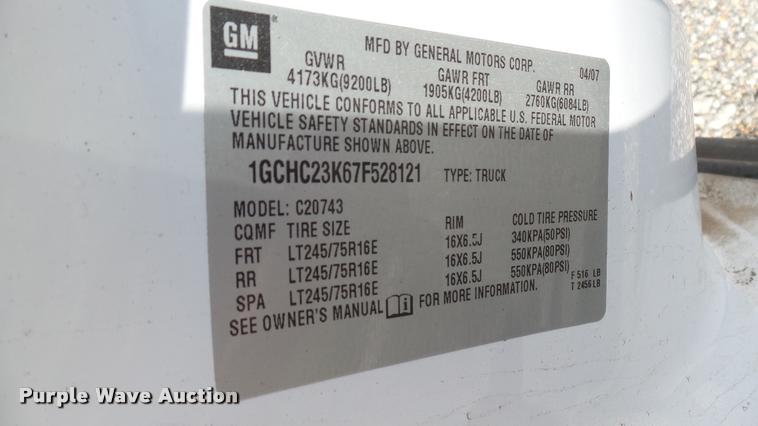 GM
MFD BY GENERAL MOTORS CORP. 04/07
GVWR GAWR FRT GAWR RR
4173KG(9200LB) 1905KG(4200LB) 2760KG(6084LB)
THIS VEHICLE CONFORMS TO ALL APPLICABLE U.S. FEDERAL MOTOR
VEHICLE SAFETY STANDARDS IN EFFECT ON THE DATE OF
MANUFACTURE SHOWN ABOVE.
1GCHC23K67F528121 TYPE: TRUCK
MODEL: C20743
CQMF TIRE SIZE RIM COLD TIRE PRESSURE
FRT LT245/75R16E 16X6.5J 340KPA(50PSI)
RR LT245/75R16E 16X6.5J 550KPA(80PSI)
SPA LT245/75R16E 16X6.5J 550KPA(80PSI)
F 516 LB
T 2456 LB
SEE OWNER'S MANUAL i FOR MORE INFORMATION.
Purple Wave Auction